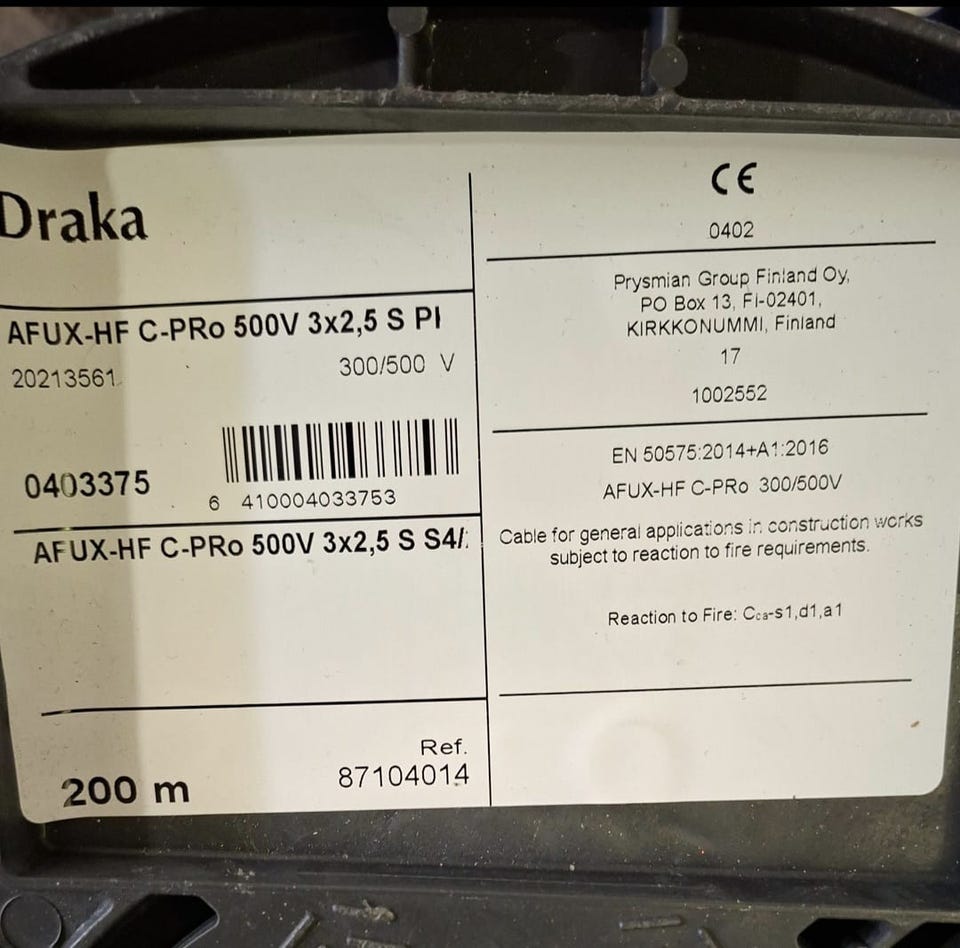 Draka
AFUX-HF C-PRo 500V 3x2,5 S PI
20213561 300/500 V
0403375
6 410004033753
AFUX-HF C-PRo 500V 3x2,5 S S4/
200 m
Ref.
87104014
CE
0402
Prysmian Group Finland Oy,
PO Box 13, FI-02401,
KIRKKONUMMI, Finland
17
1002552
EN 50575:2014+A1:2016
AFUX-HF C-PRo 300/500V
Cable for general applications in construction works
subject to reaction to fire requirements.
Reaction to Fire: Cca-s1,d1,a1